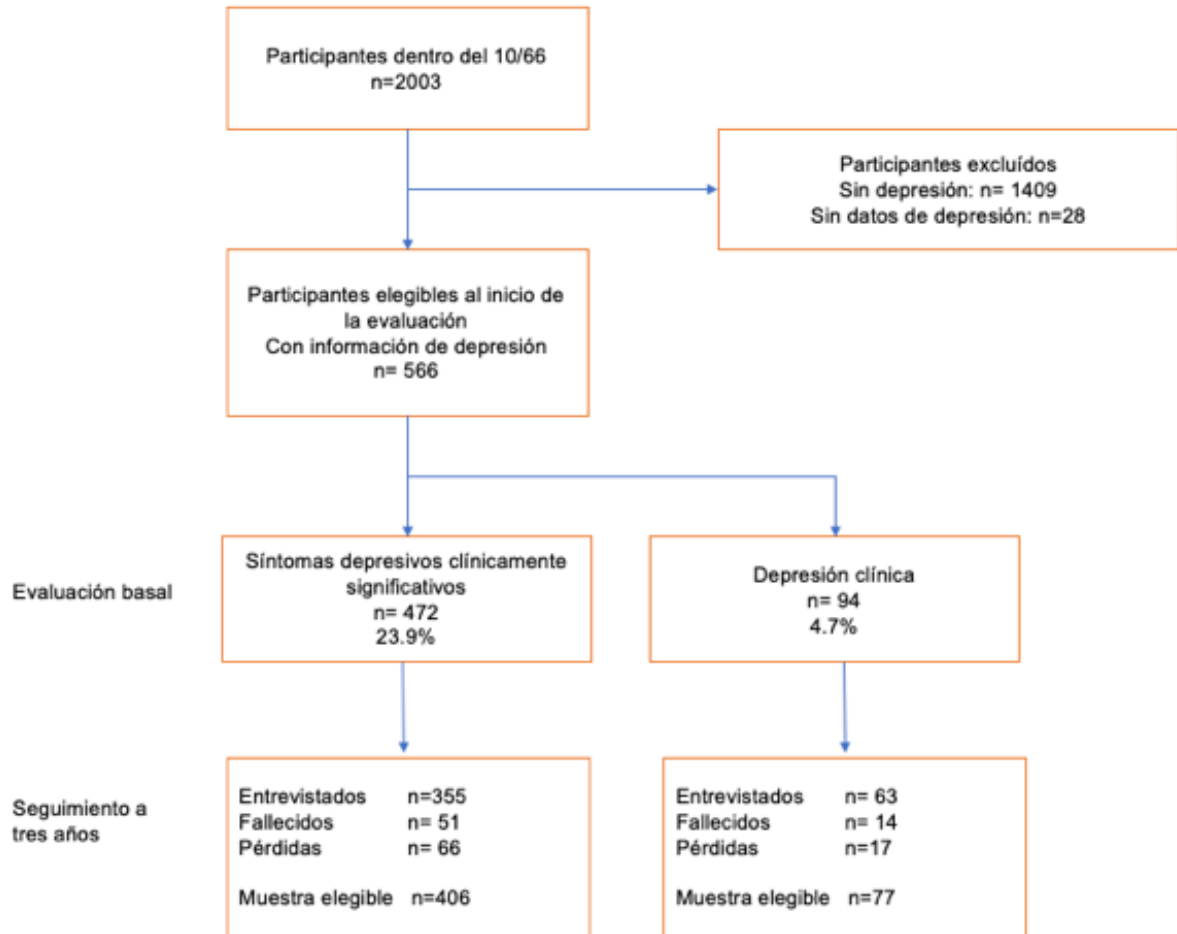 Participantes dentro del 10/66
n=2003
Participantes excluídos
Sin depresión: n= 1409
Sin datos de depresión: n=28
Participantes elegibles al inicio de
la evaluación
Con información de depresión
n= 566
Evaluación basal
Síntomas depresivos clínicamente
significativos
n= 472
23.9%
Depresión clínica
n= 94
4.7%
Seguimiento a
tres años
Entrevistados n=355
Fallecidos n= 51
Pérdidas n= 66
Muestra elegible n=406
Entrevistados n= 63
Fallecidos n= 14
Pérdidas n=17
Muestra elegible n=77